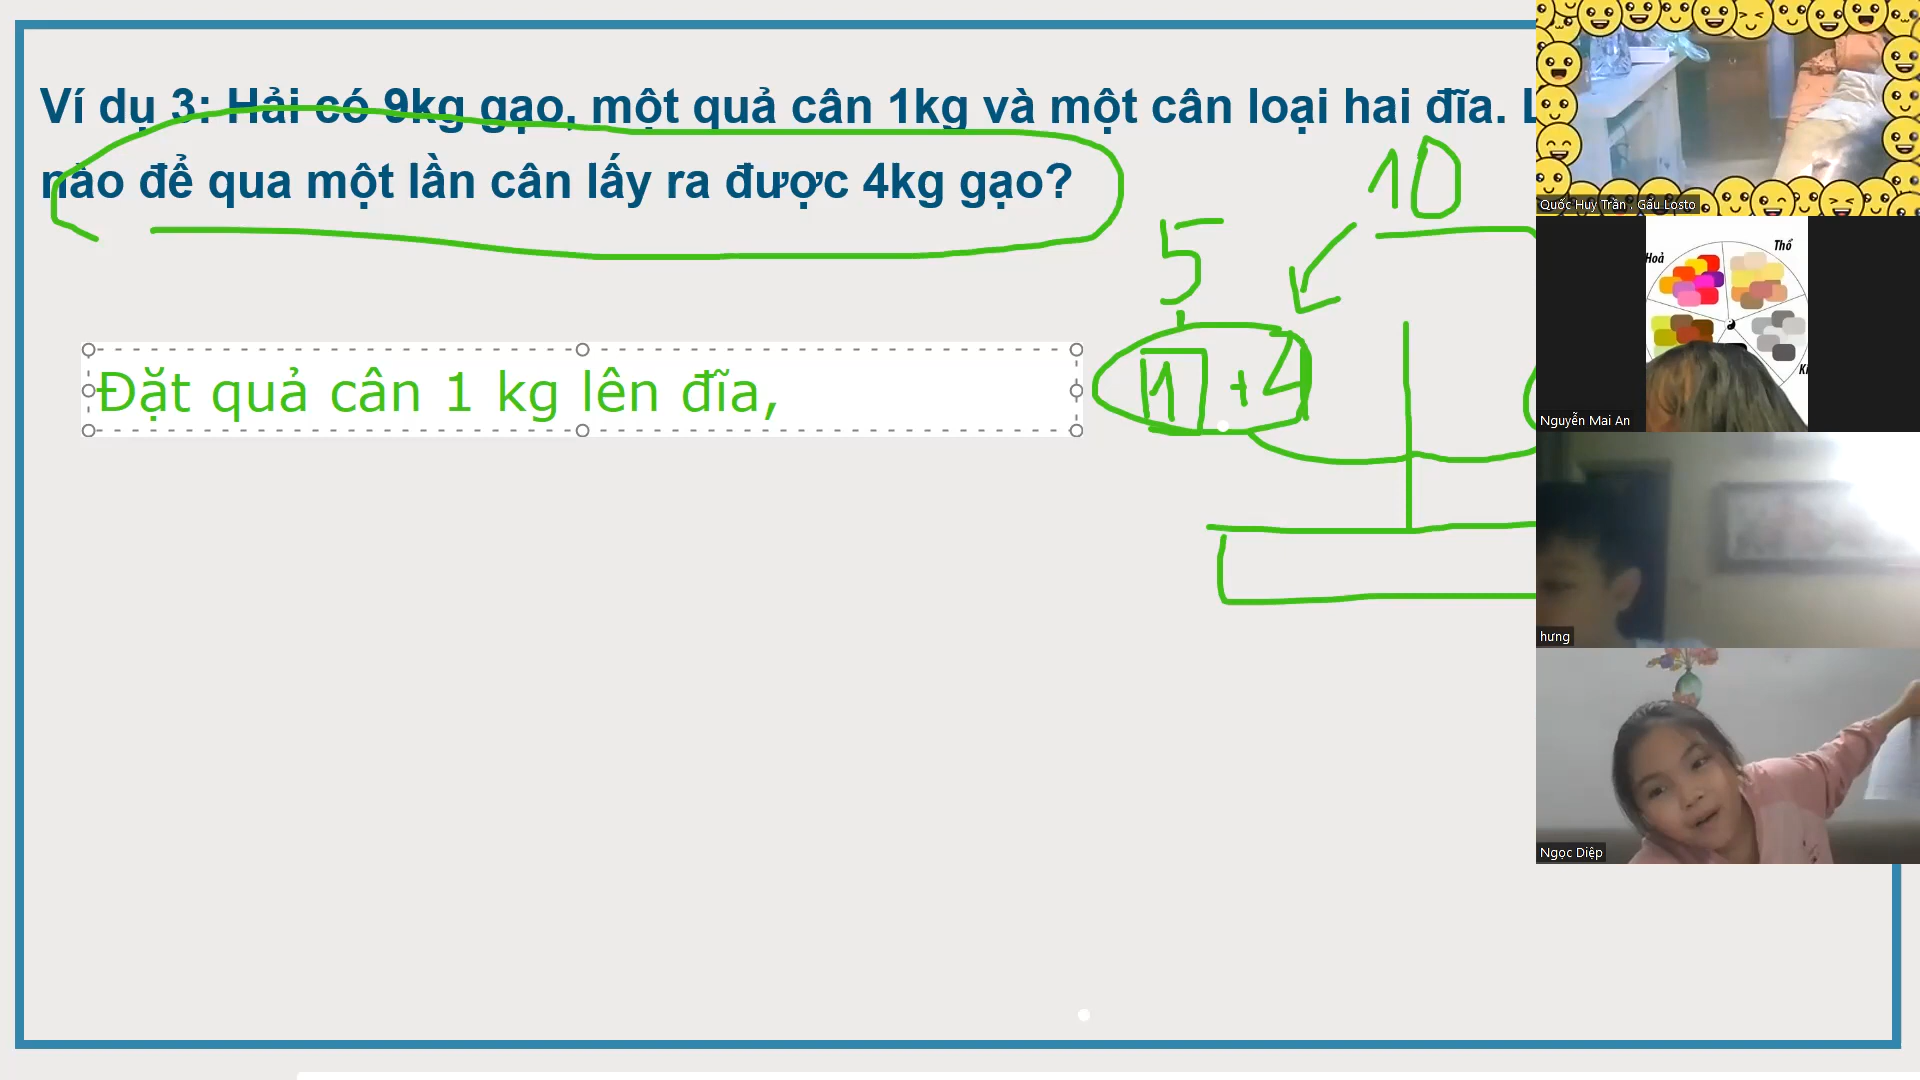 Ví dụ 3: Hải có 9kg gạo, một quả cân 1kg và một cân loại hai đĩa.
nào để qua một lần cân lấy ra được 4kg gạo?
10
5
1 + 4
Đặt quả cân 1 kg lên đĩa,
Quốc Huy Trần . Gấu Losto
Hoả
Thổ
Nguyễn Mai An
hưng
Ngọc Diệp